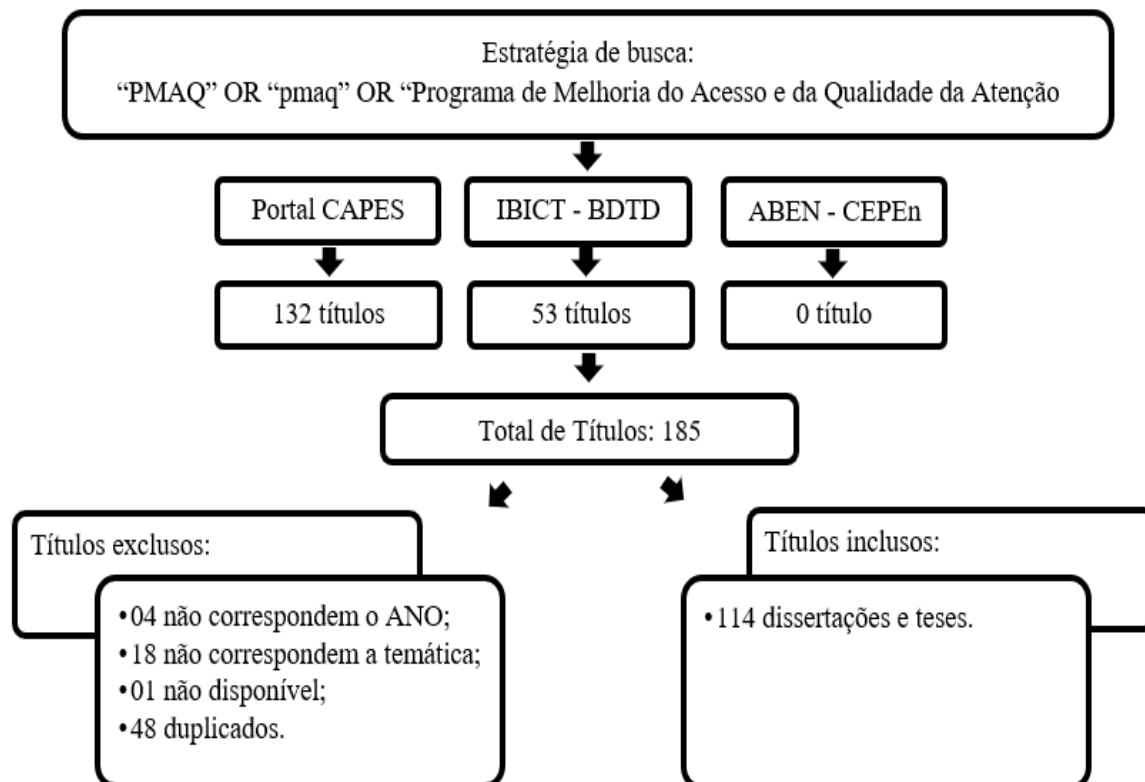 Estratégia de busca:
“PMAQ” OR “pmaq” OR “Programa de Melhoria do Acesso e da Qualidade da Atenção
Portal CAPES
IBICT - BDTD
ABEN - CEPEn
132 títulos
53 títulos
0 título
Total de Títulos: 185
Títulos exclusos:
•04 não correspondem o ANO;
•18 não correspondem a temática;
•01 não disponível;
•48 duplicados.
Títulos inclusos:
•114 dissertações e teses.